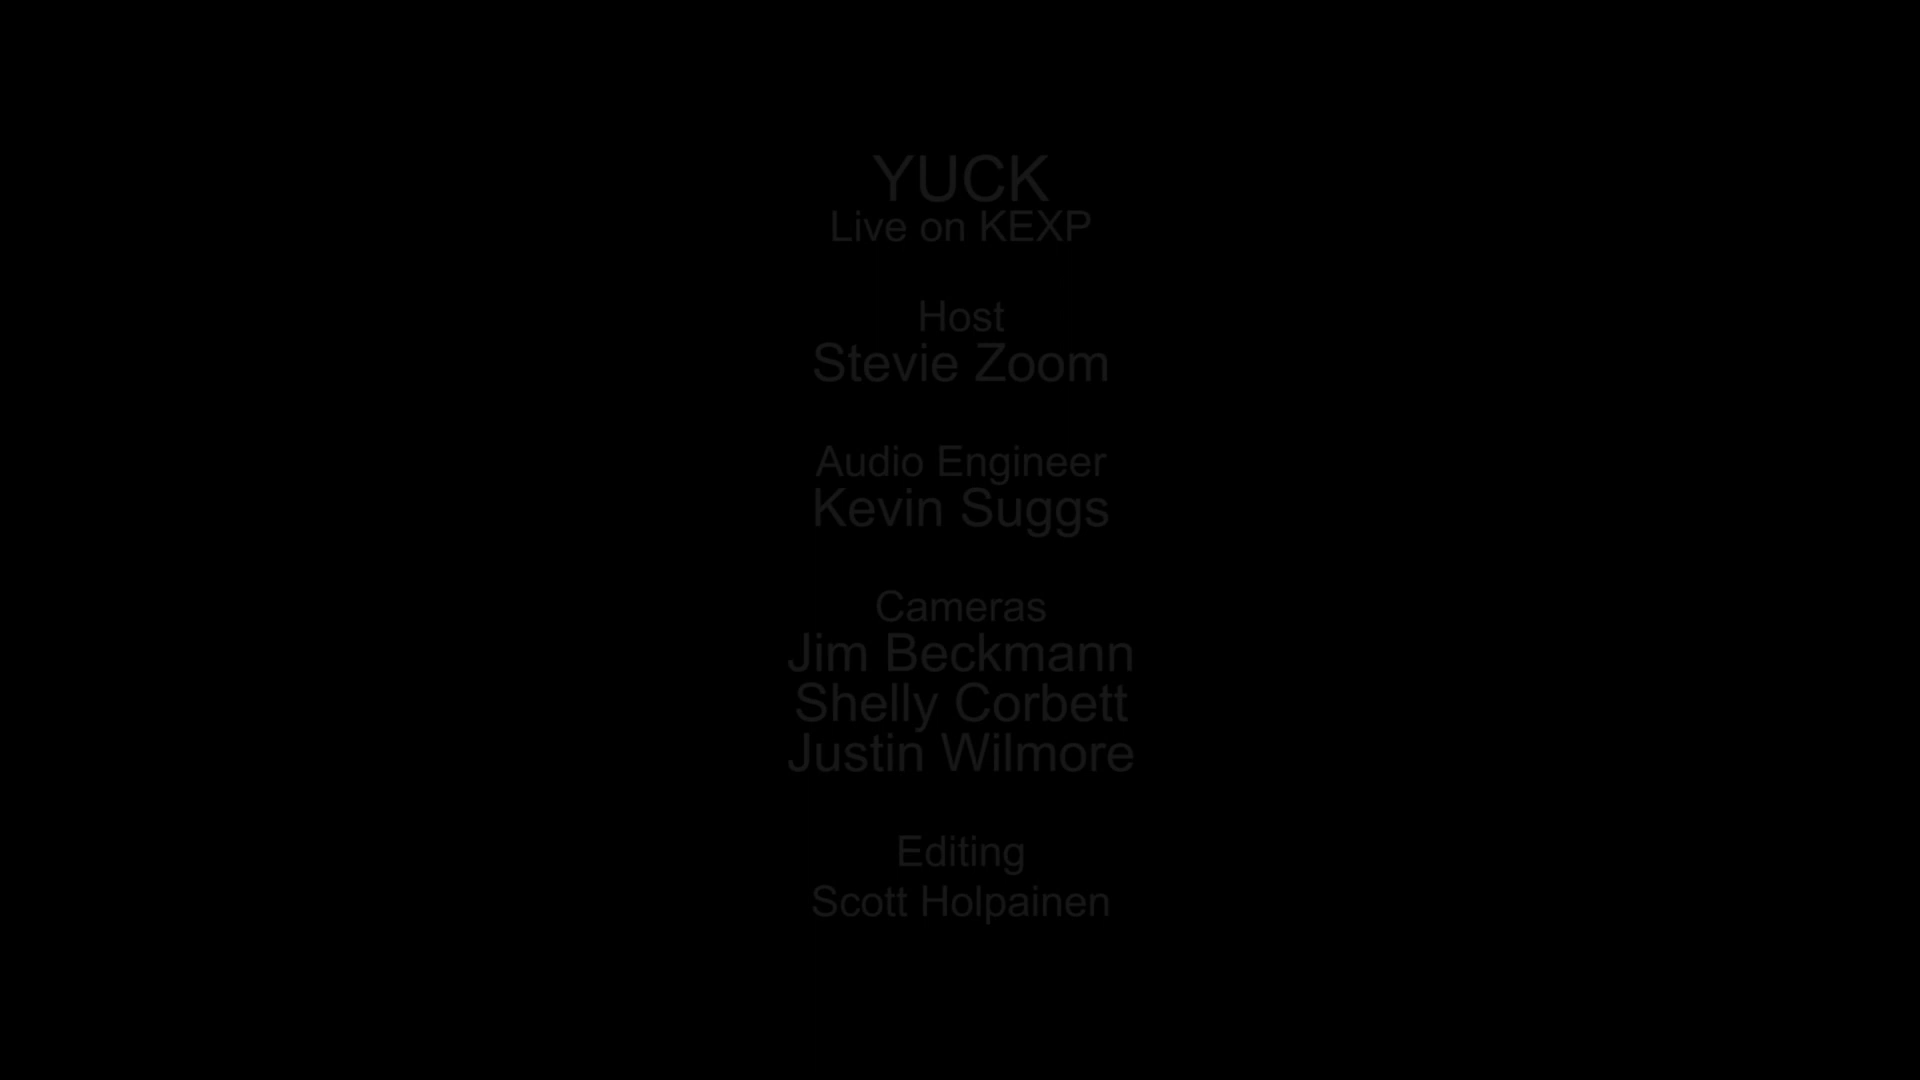 YUCK
Live on KEXP
Host
Stevie Zoom
Audio Engineer
Kevin Suggs
Cameras
Jim Beckmann
Shelly Corbett
Justin Wilmore
Editing
Scott Holpainen